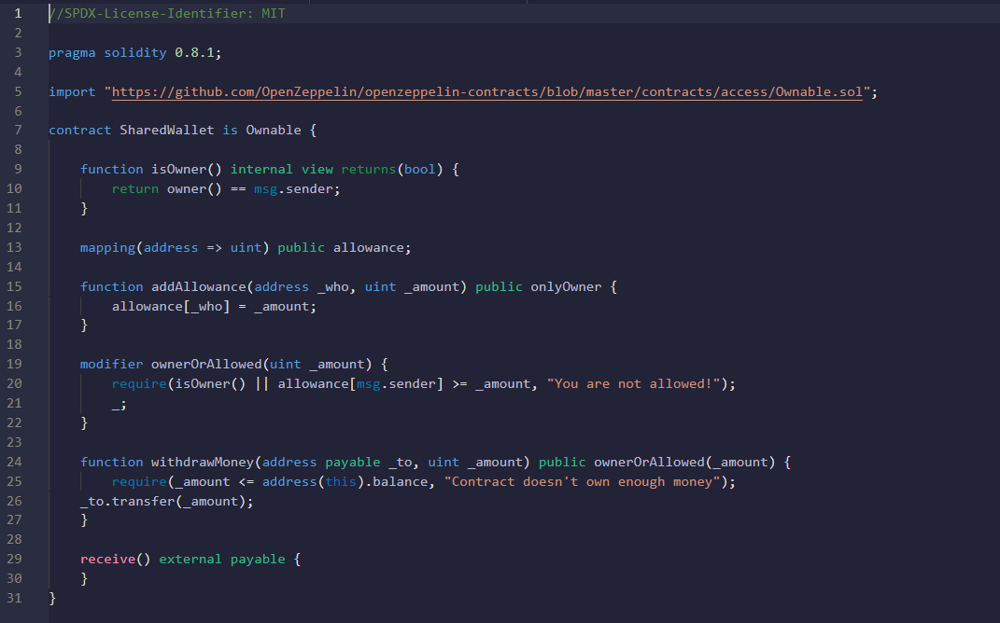 1 //SPDX-License-Identifier: MIT
2
3 pragma solidity 0.8.1;
4
5 import "https://github.com/OpenZeppelin/openzeppelin-contracts/blob/master/contracts/access/Ownable.sol";
6
7 contract SharedWallet is Ownable {
8
9     function isOwner() internal view returns(bool) {
10         return owner() == msg.sender;
11     }
12
13     mapping(address => uint) public allowance;
14
15     function addAllowance(address _who, uint _amount) public onlyOwner {
16         allowance[_who] = _amount;
17     }
18
19     modifier ownerOrAllowed(uint _amount) {
20         require(isOwner() || allowance[msg.sender] >= _amount, "You are not allowed!");
21         _;
22     }
23
24     function withdrawMoney(address payable _to, uint _amount) public ownerOrAllowed(_amount) {
25         require(_amount <= address(this).balance, "Contract doesn't own enough money");
26     _to.transfer(_amount);
27     }
28
29     receive() external payable {
30     }
31 }